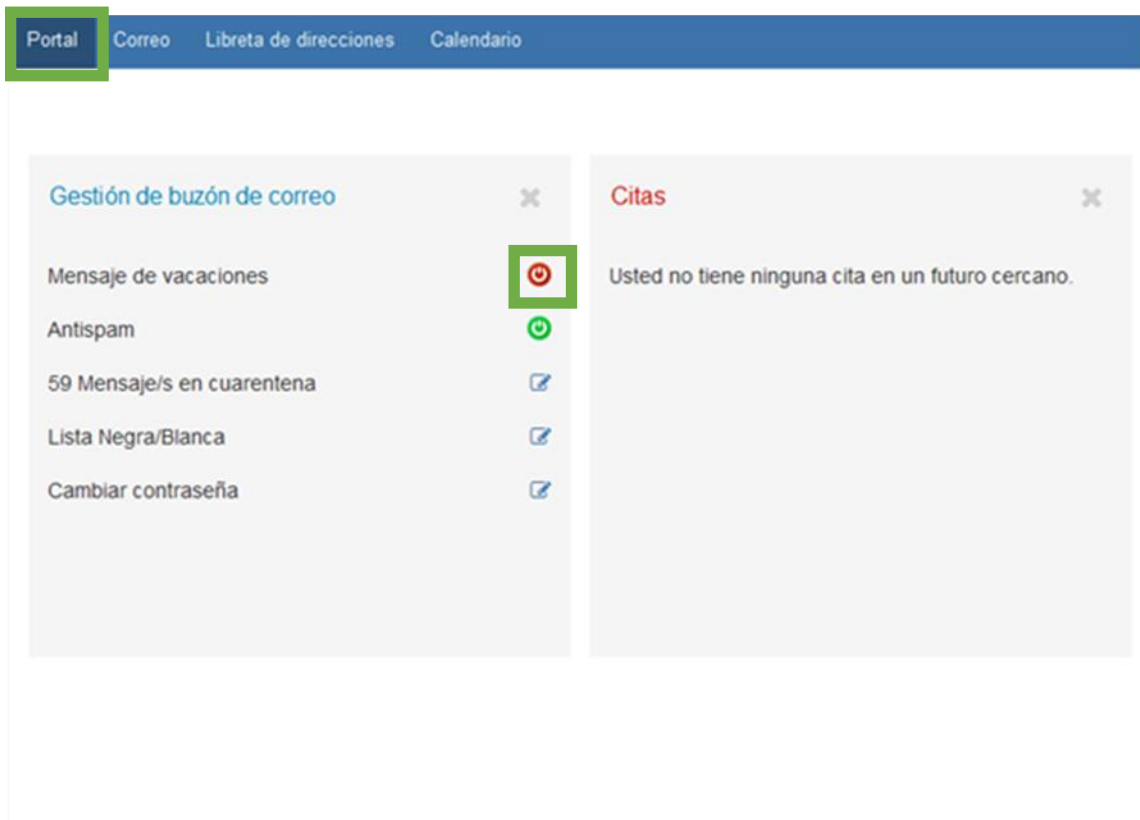 Portal Correo Libreta de direcciones Calendario
Gestión de buzón de correo
Mensaje de vacaciones
Antispam
59 Mensaje/s en cuarentena
Lista Negra/Blanca
Cambiar contraseña
Citas
Usted no tiene ninguna cita en un futuro cercano.